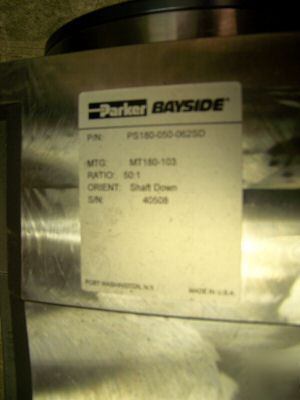 Parker BAYSIDE
P/N: PS180-050-062SD
MTG: MT180-103
RATIO: 50:1
ORIENT: Shaft Down
S/N: 40508
PORT WASHINGTON, N.Y. MADE IN U.S.A.